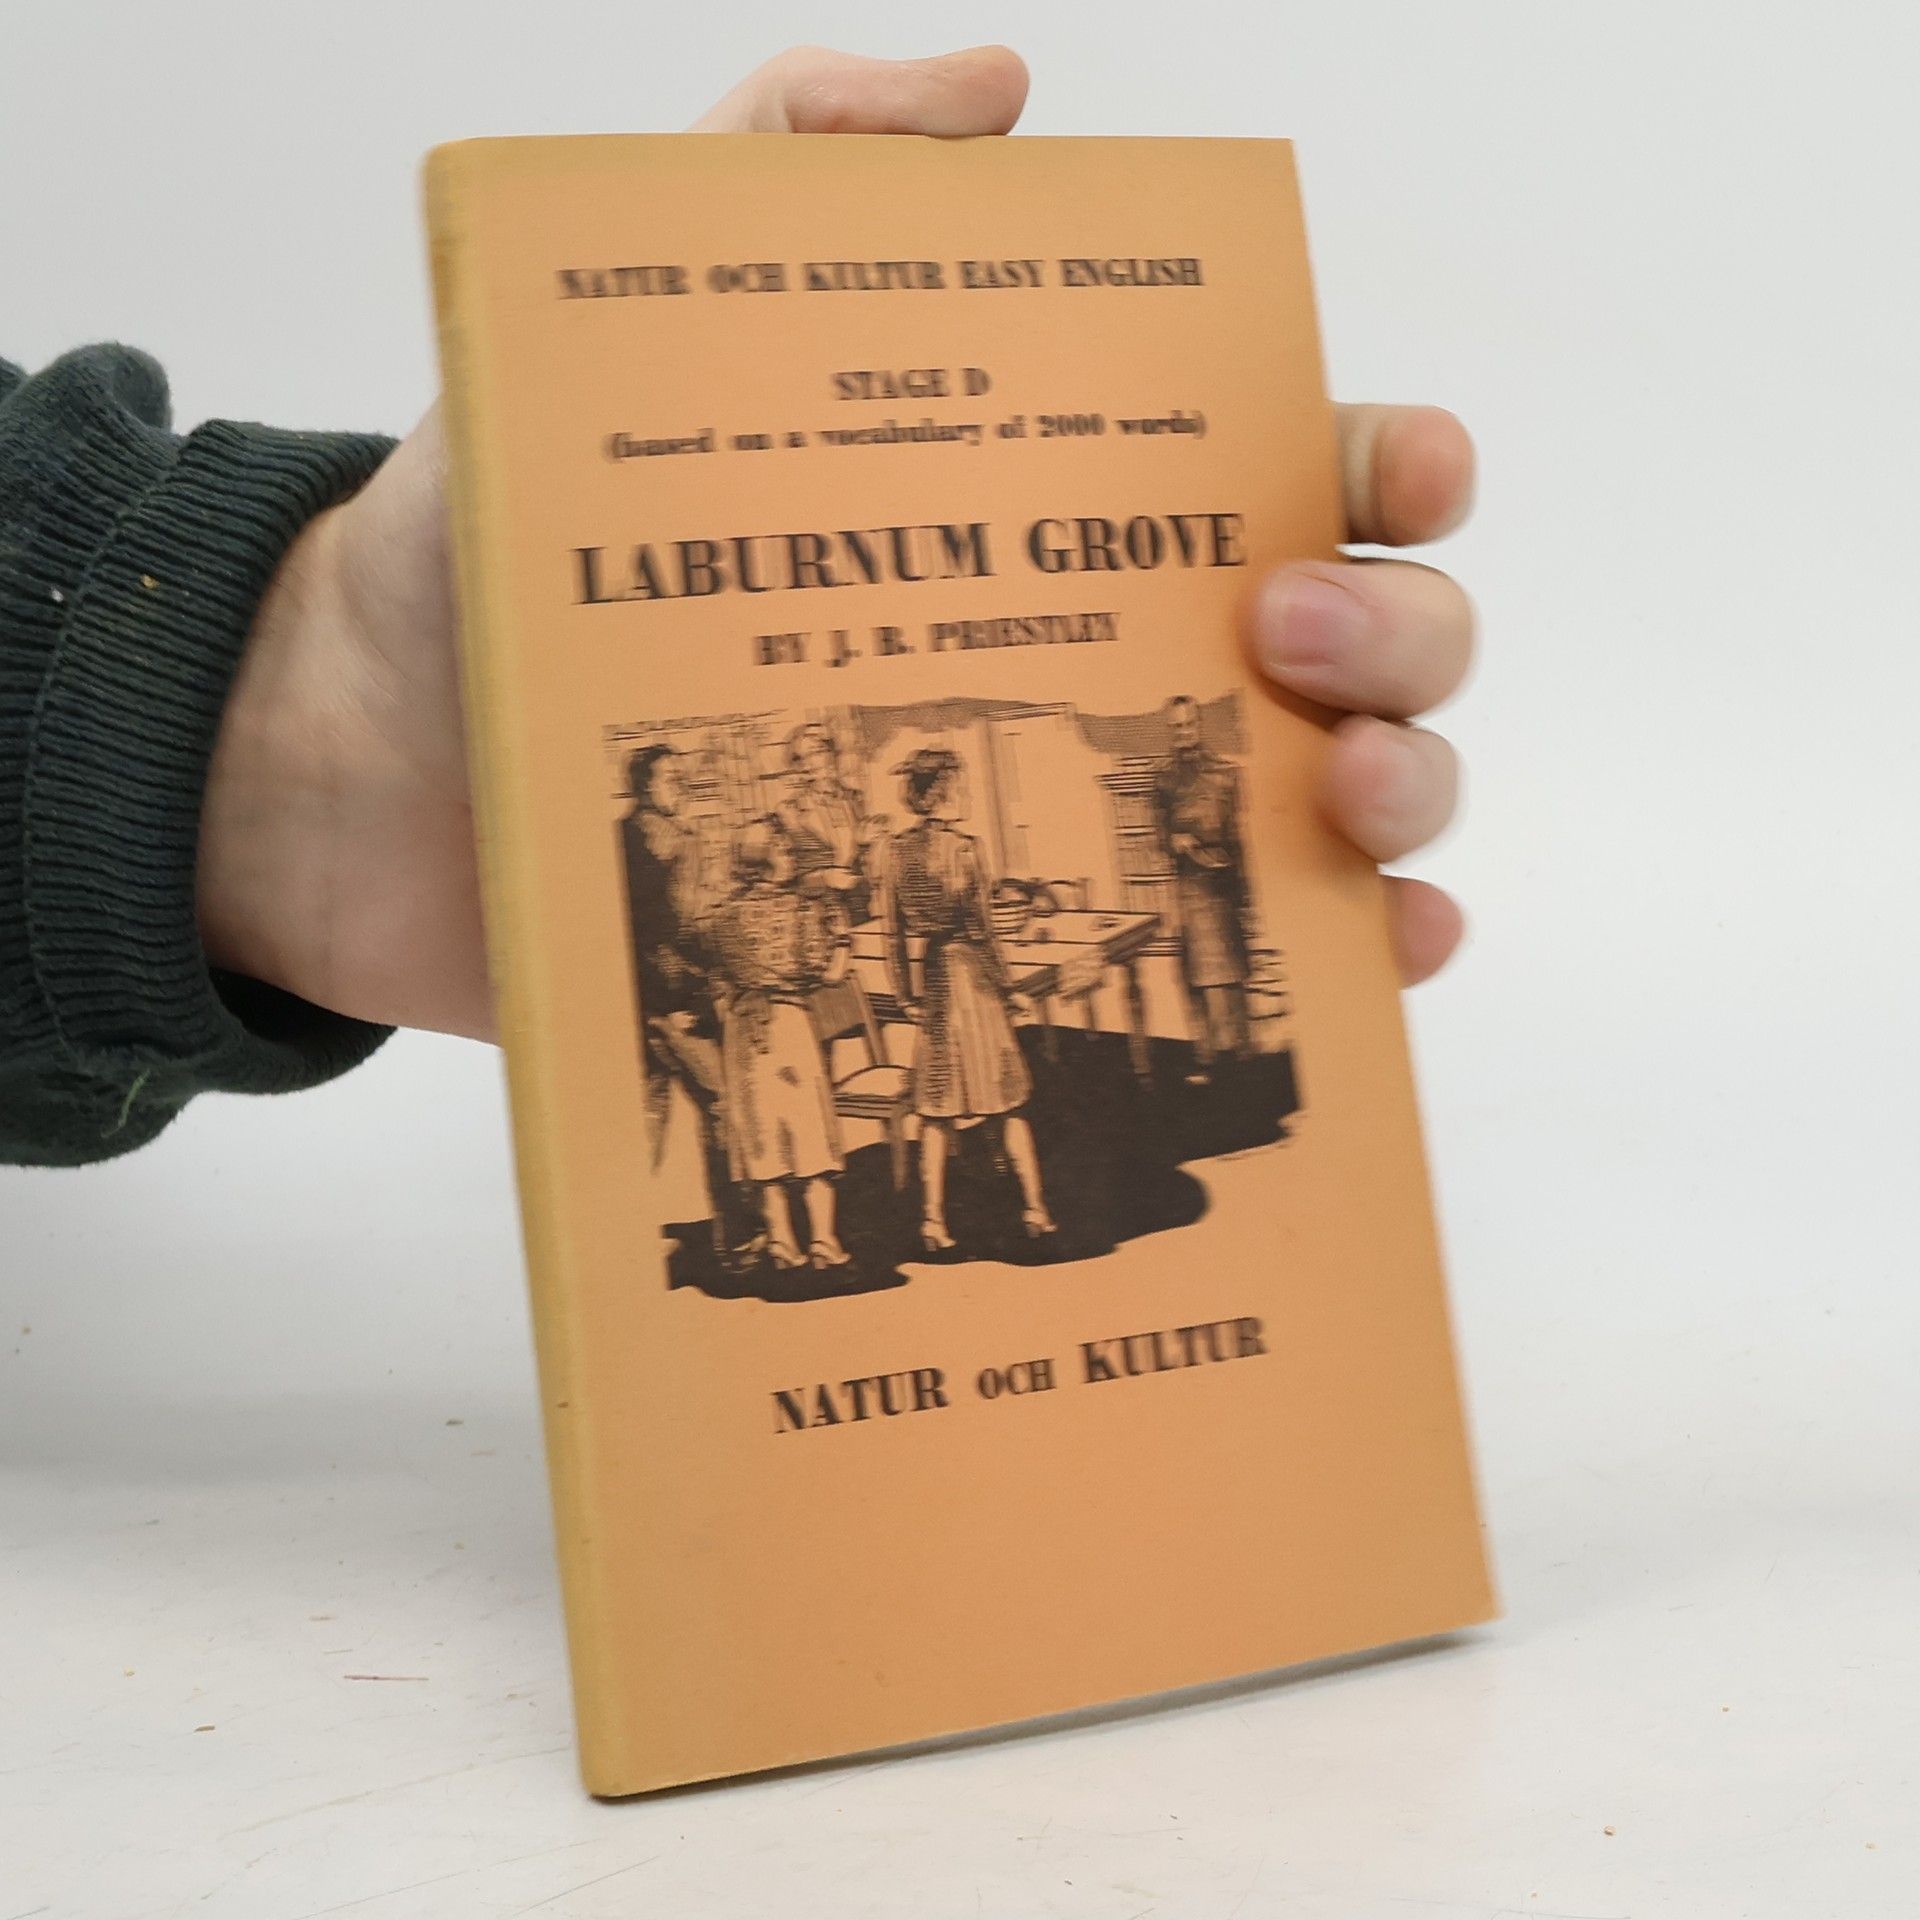 NATUR OCH KULTUR EASY ENGLISH
STAGE D
(based on a vocabulary of 2000 words)
LABURNUM GROVE
BY J. B. PRIESTLEY
NATUR OCH KULTUR